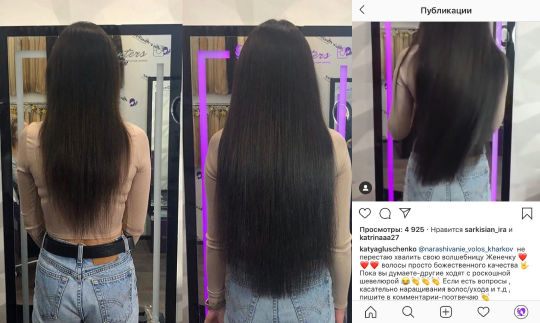 Публикации
Просмотры: 4 925 · Нравится sarkisian_ira и
katrinaaa27
katyagluschenko @narashivanie_volos_kharkov не
перестаю хвалить свою волшебницу Женечку ❤️
❤️❤️ волосы просто божественного качества 🤟
Пока вы думаете-другие ходят с роскошной
шевелюрой 😂👏👏👏 Если есть вопросы ,
касательно наращивания волос/ухода и т.д ,
пишите в комментарии-поотвечаю 👏